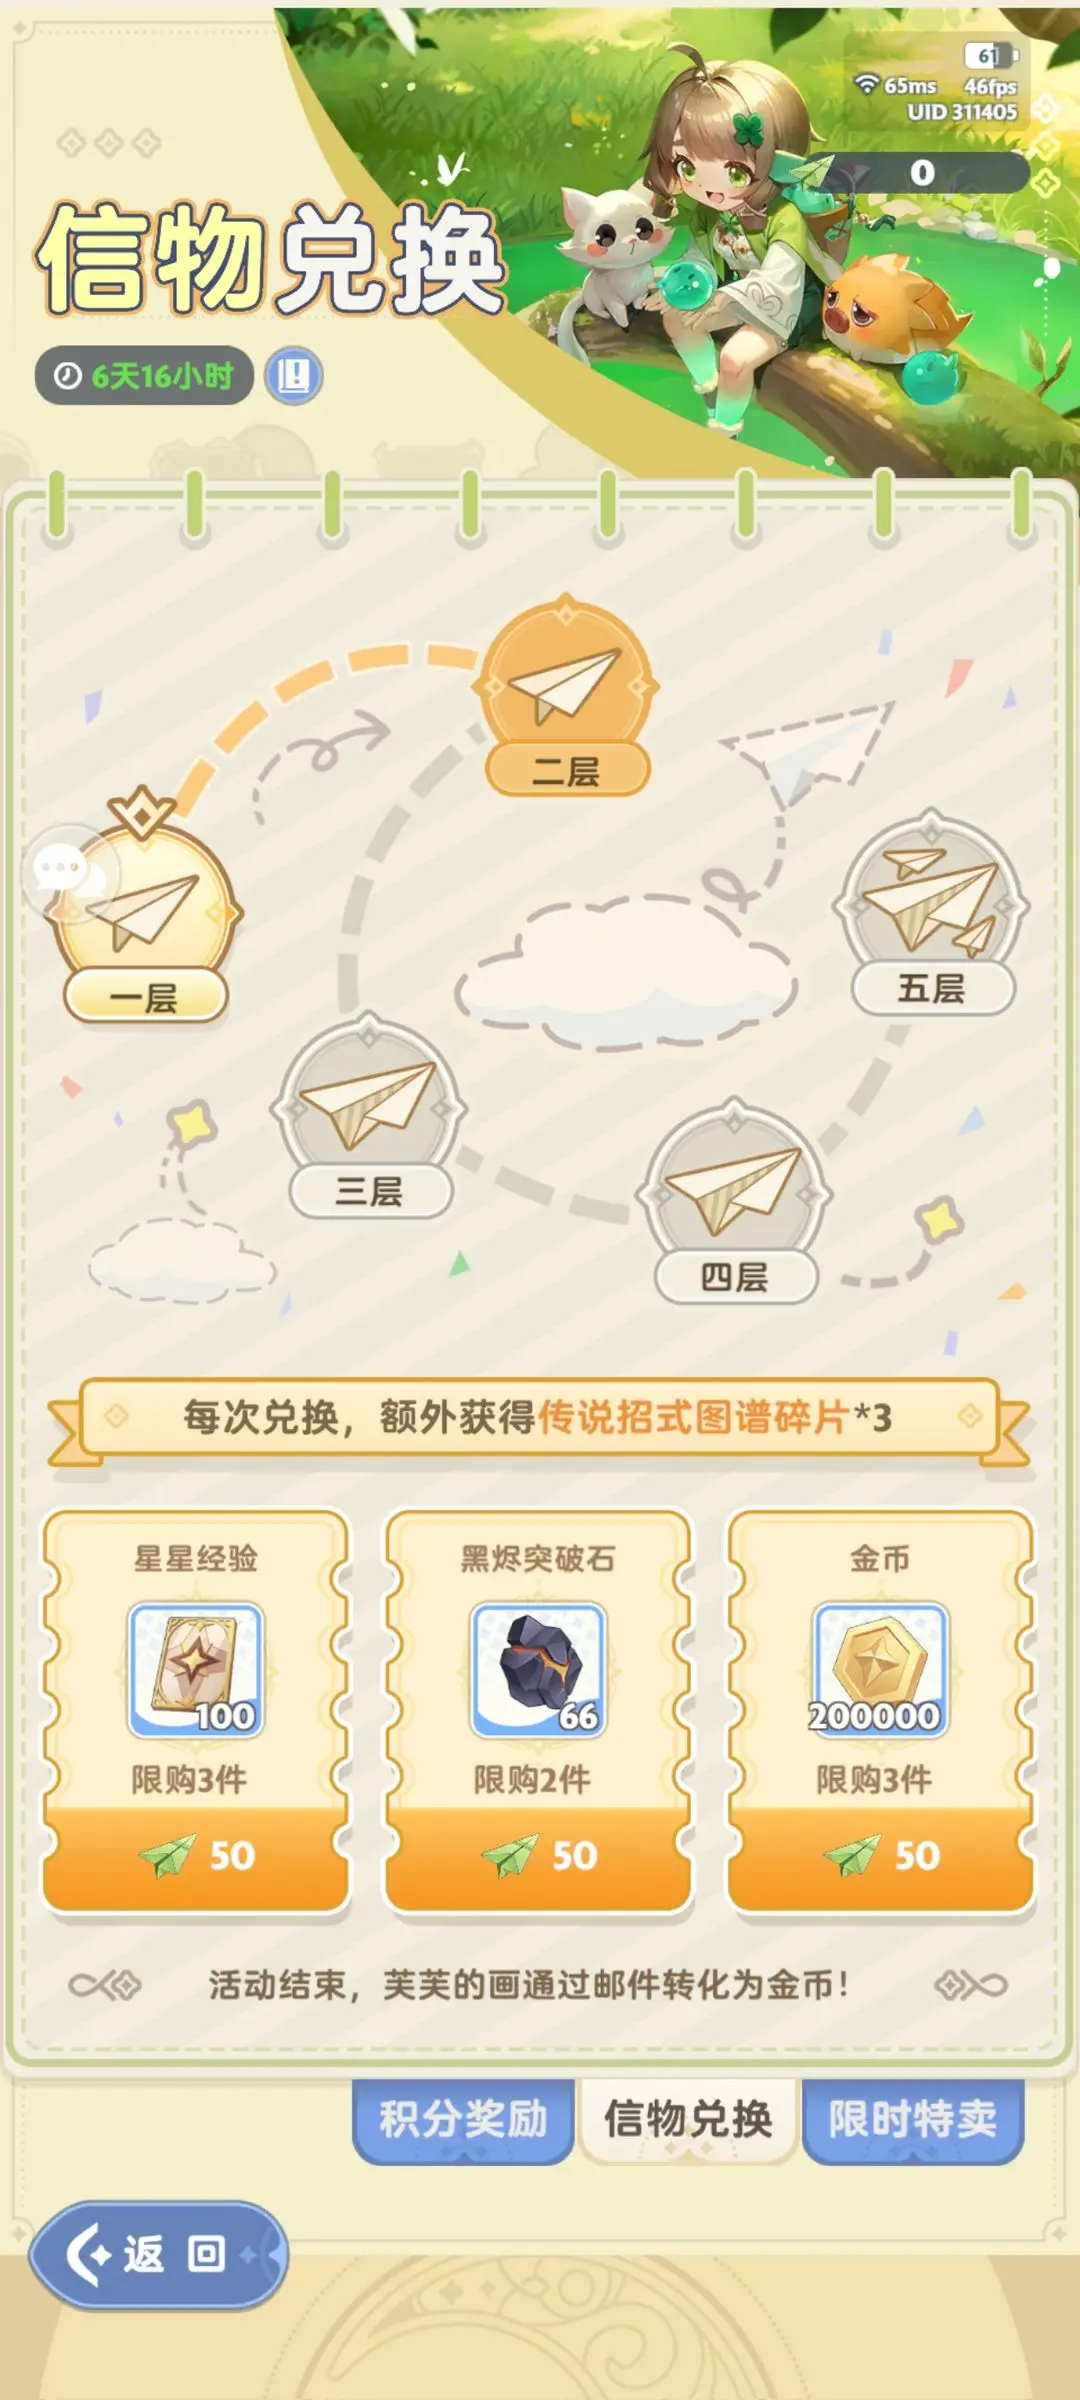 61
65ms 46fps
UID 311405
0
信物兑换
6天16小时
二层
一层
五层
三层
四层
每次兑换，额外获得传说招式图谱碎片*3
星星经验
100
限购3件
50
黑烬突破石
66
限购2件
50
金币
200000
限购3件
50
活动结束，芙芙的画通过邮件转化为金币！
积分奖励
信物兑换
限时特卖
返回